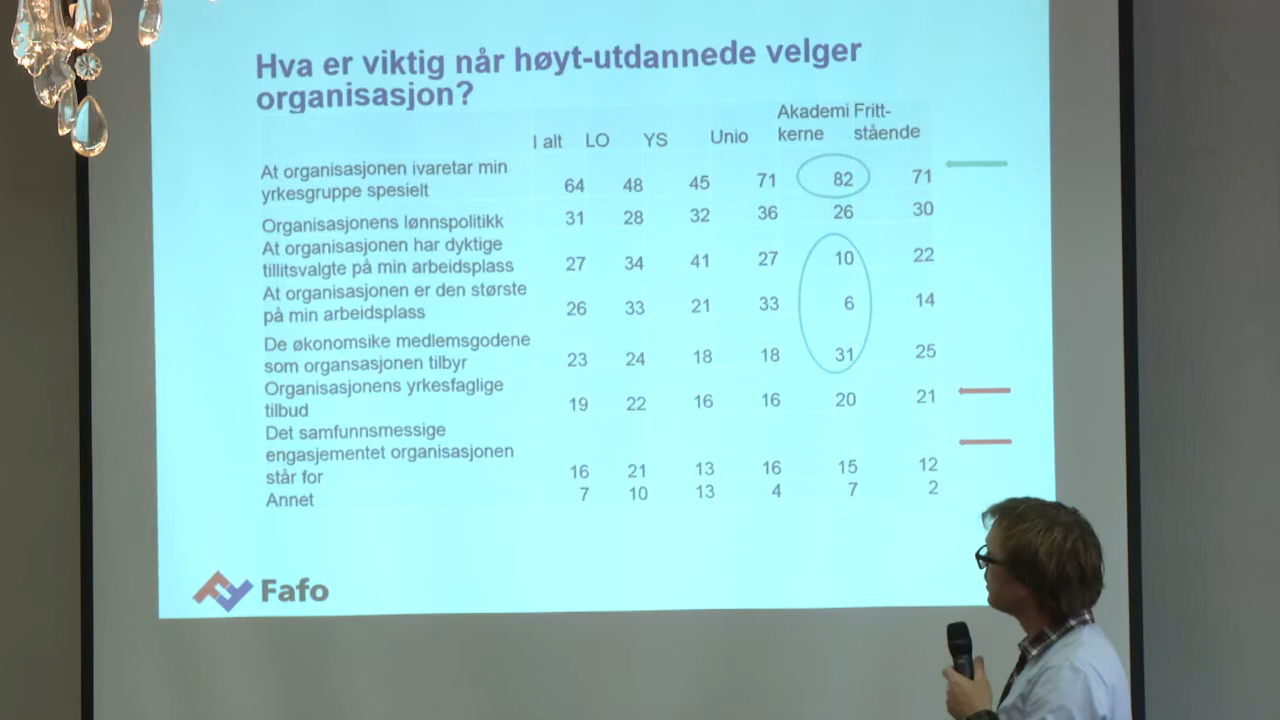 Hva er viktig når høyt-utdannede velger
organisasjon?
I alt LO YS Unio Akademi kerne Fritt- stående
At organisasjonen ivaretar min
yrkesgruppe spesielt 64 48 45 71 82 71
Organisasjonens lønnspolitikk 31 28 32 36 26 30
At organisasjonen har dyktige
tillitsvalgte på min arbeidsplass 27 34 41 27 10 22
At organisasjonen er den største
på min arbeidsplass 26 33 21 33 6 14
De økonomsike medlemsgodene
som organsasjonen tilbyr 23 24 18 18 31 25
Organisasjonens yrkesfaglige
tilbud 19 22 16 16 20 21
Det samfunnsmessige
engasjementet organisasjonen
står for 16 21 13 16 15 12
Annet 7 10 13 4 7 2
Fafo